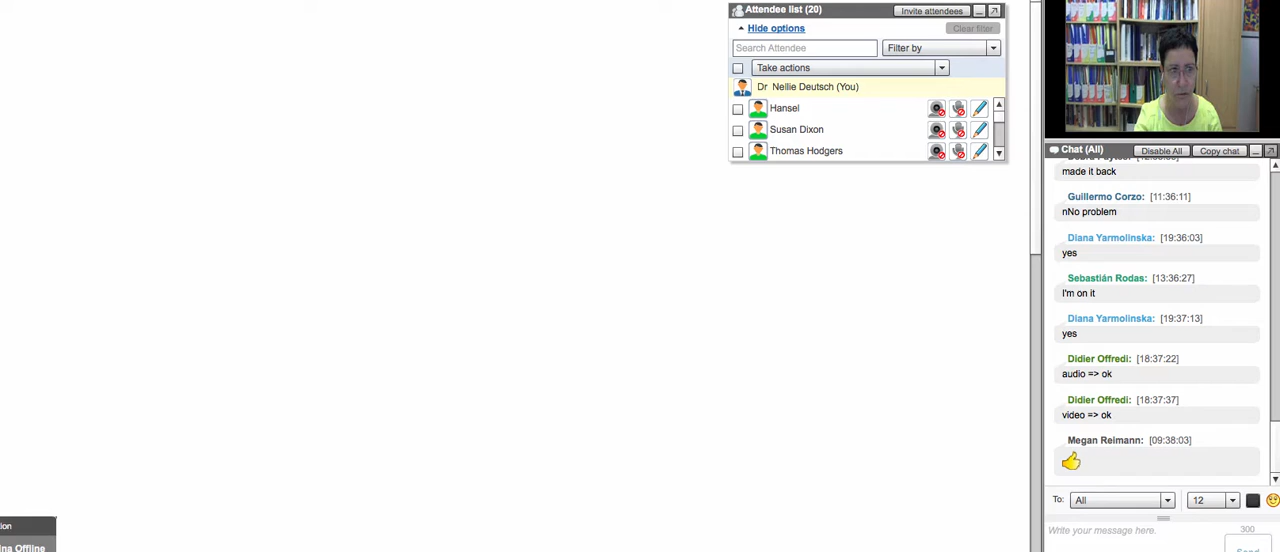 Attendee list (20)
Invite attendees
Hide options
Clear filter
Search Attendee
Filter by
Take actions
Dr Nellie Deutsch (You)
Hansel
Susan Dixon
Thomas Hodgers
Chat (All)
Disable All
Copy chat
made it back
Guillermo Corzo: [11:36:11]
nNo problem
Diana Yarmolinska: [19:36:03]
yes
Sebastián Rodas: [13:36:27]
I'm on it
Diana Yarmolinska: [19:37:13]
yes
Didier Offredi: [18:37:22]
audio => ok
Didier Offredi: [18:37:37]
video => ok
Megan Reimann: [09:38:03]
To: All 12
Write your message here. 300
Send
tion
ina Offline